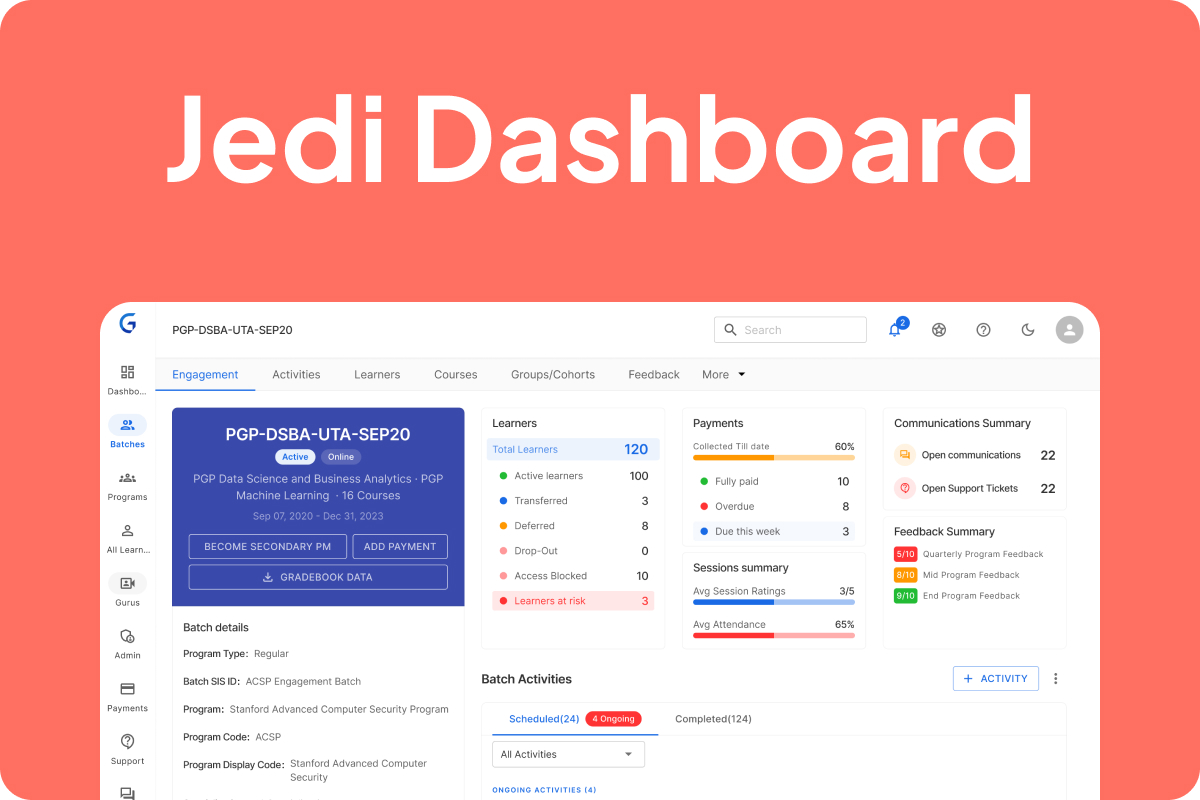 Jedi Dashboard
PGP-DSBA-UTA-SEP20
Search
2
Engagement
Activities
Learners
Courses
Groups/Cohorts
Feedback
More
Dashbo...
Batches
Programs
All Learn...
Gurus
Admin
Payments
Support
PGP-DSBA-UTA-SEP20
Active
Online
PGP Data Science and Business Analytics · PGP
Machine Learning · 16 Courses
Sep 07, 2020 - Dec 31, 2023
BECOME SECONDARY PM
ADD PAYMENT
GRADEBOOK DATA
Batch details
Program Type: Regular
Batch SIS ID: ACSP Engagement Batch
Program: Stanford Advanced Computer Security Program
Program Code: ACSP
Program Display Code: Stanford Advanced Computer
Security
Learners
Total Learners 120
Active learners 100
Transferred 3
Deferred 8
Drop-Out 0
Access Blocked 10
Learners at risk 3
Payments
Collected Till date 60%
Fully paid 10
Overdue 8
Due this week 3
Sessions summary
Avg Session Ratings 3/5
Avg Attendance 65%
Communications Summary
Open communications 22
Open Support Tickets 22
Feedback Summary
5/10 Quarterly Program Feedback
8/10 Mid Program Feedback
9/10 End Program Feedback
Batch Activities
+ ACTIVITY
Scheduled(24) 4 Ongoing
Completed(124)
All Activities
ONGOING ACTIVITIES (4)